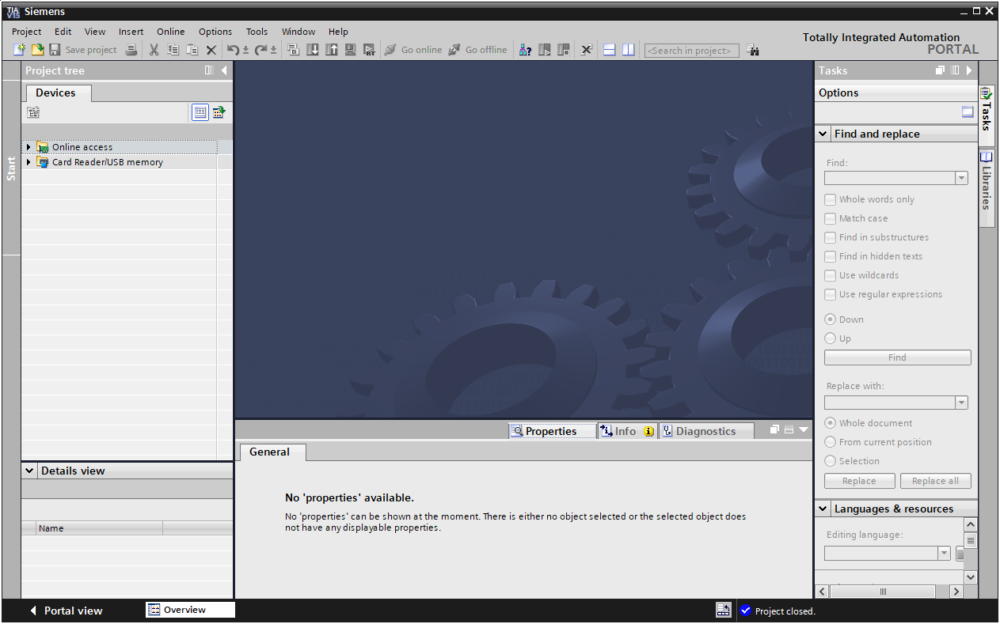 TIA
V15
Siemens
Project Edit View Insert Online Options Tools Window Help
Totally Integrated Automation
PORTAL
Save project
Go online
Go offline
<Search in project>
Project tree
Devices
Start
Online access
Card Reader/USB memory
Details view
Name
Properties
Info
Diagnostics
General
No 'properties' available.
No 'properties' can be shown at the moment. There is either no object selected or the selected object does
not have any displayable properties.
Tasks
Options
Find and replace
Find:
Whole words only
Match case
Find in substructures
Find in hidden texts
Use wildcards
Use regular expressions
Down
Up
Find
Replace with:
Whole document
From current position
Selection
Replace
Replace all
Languages & resources
Editing language:
Tasks
Libraries
Portal view
Overview
Project closed.